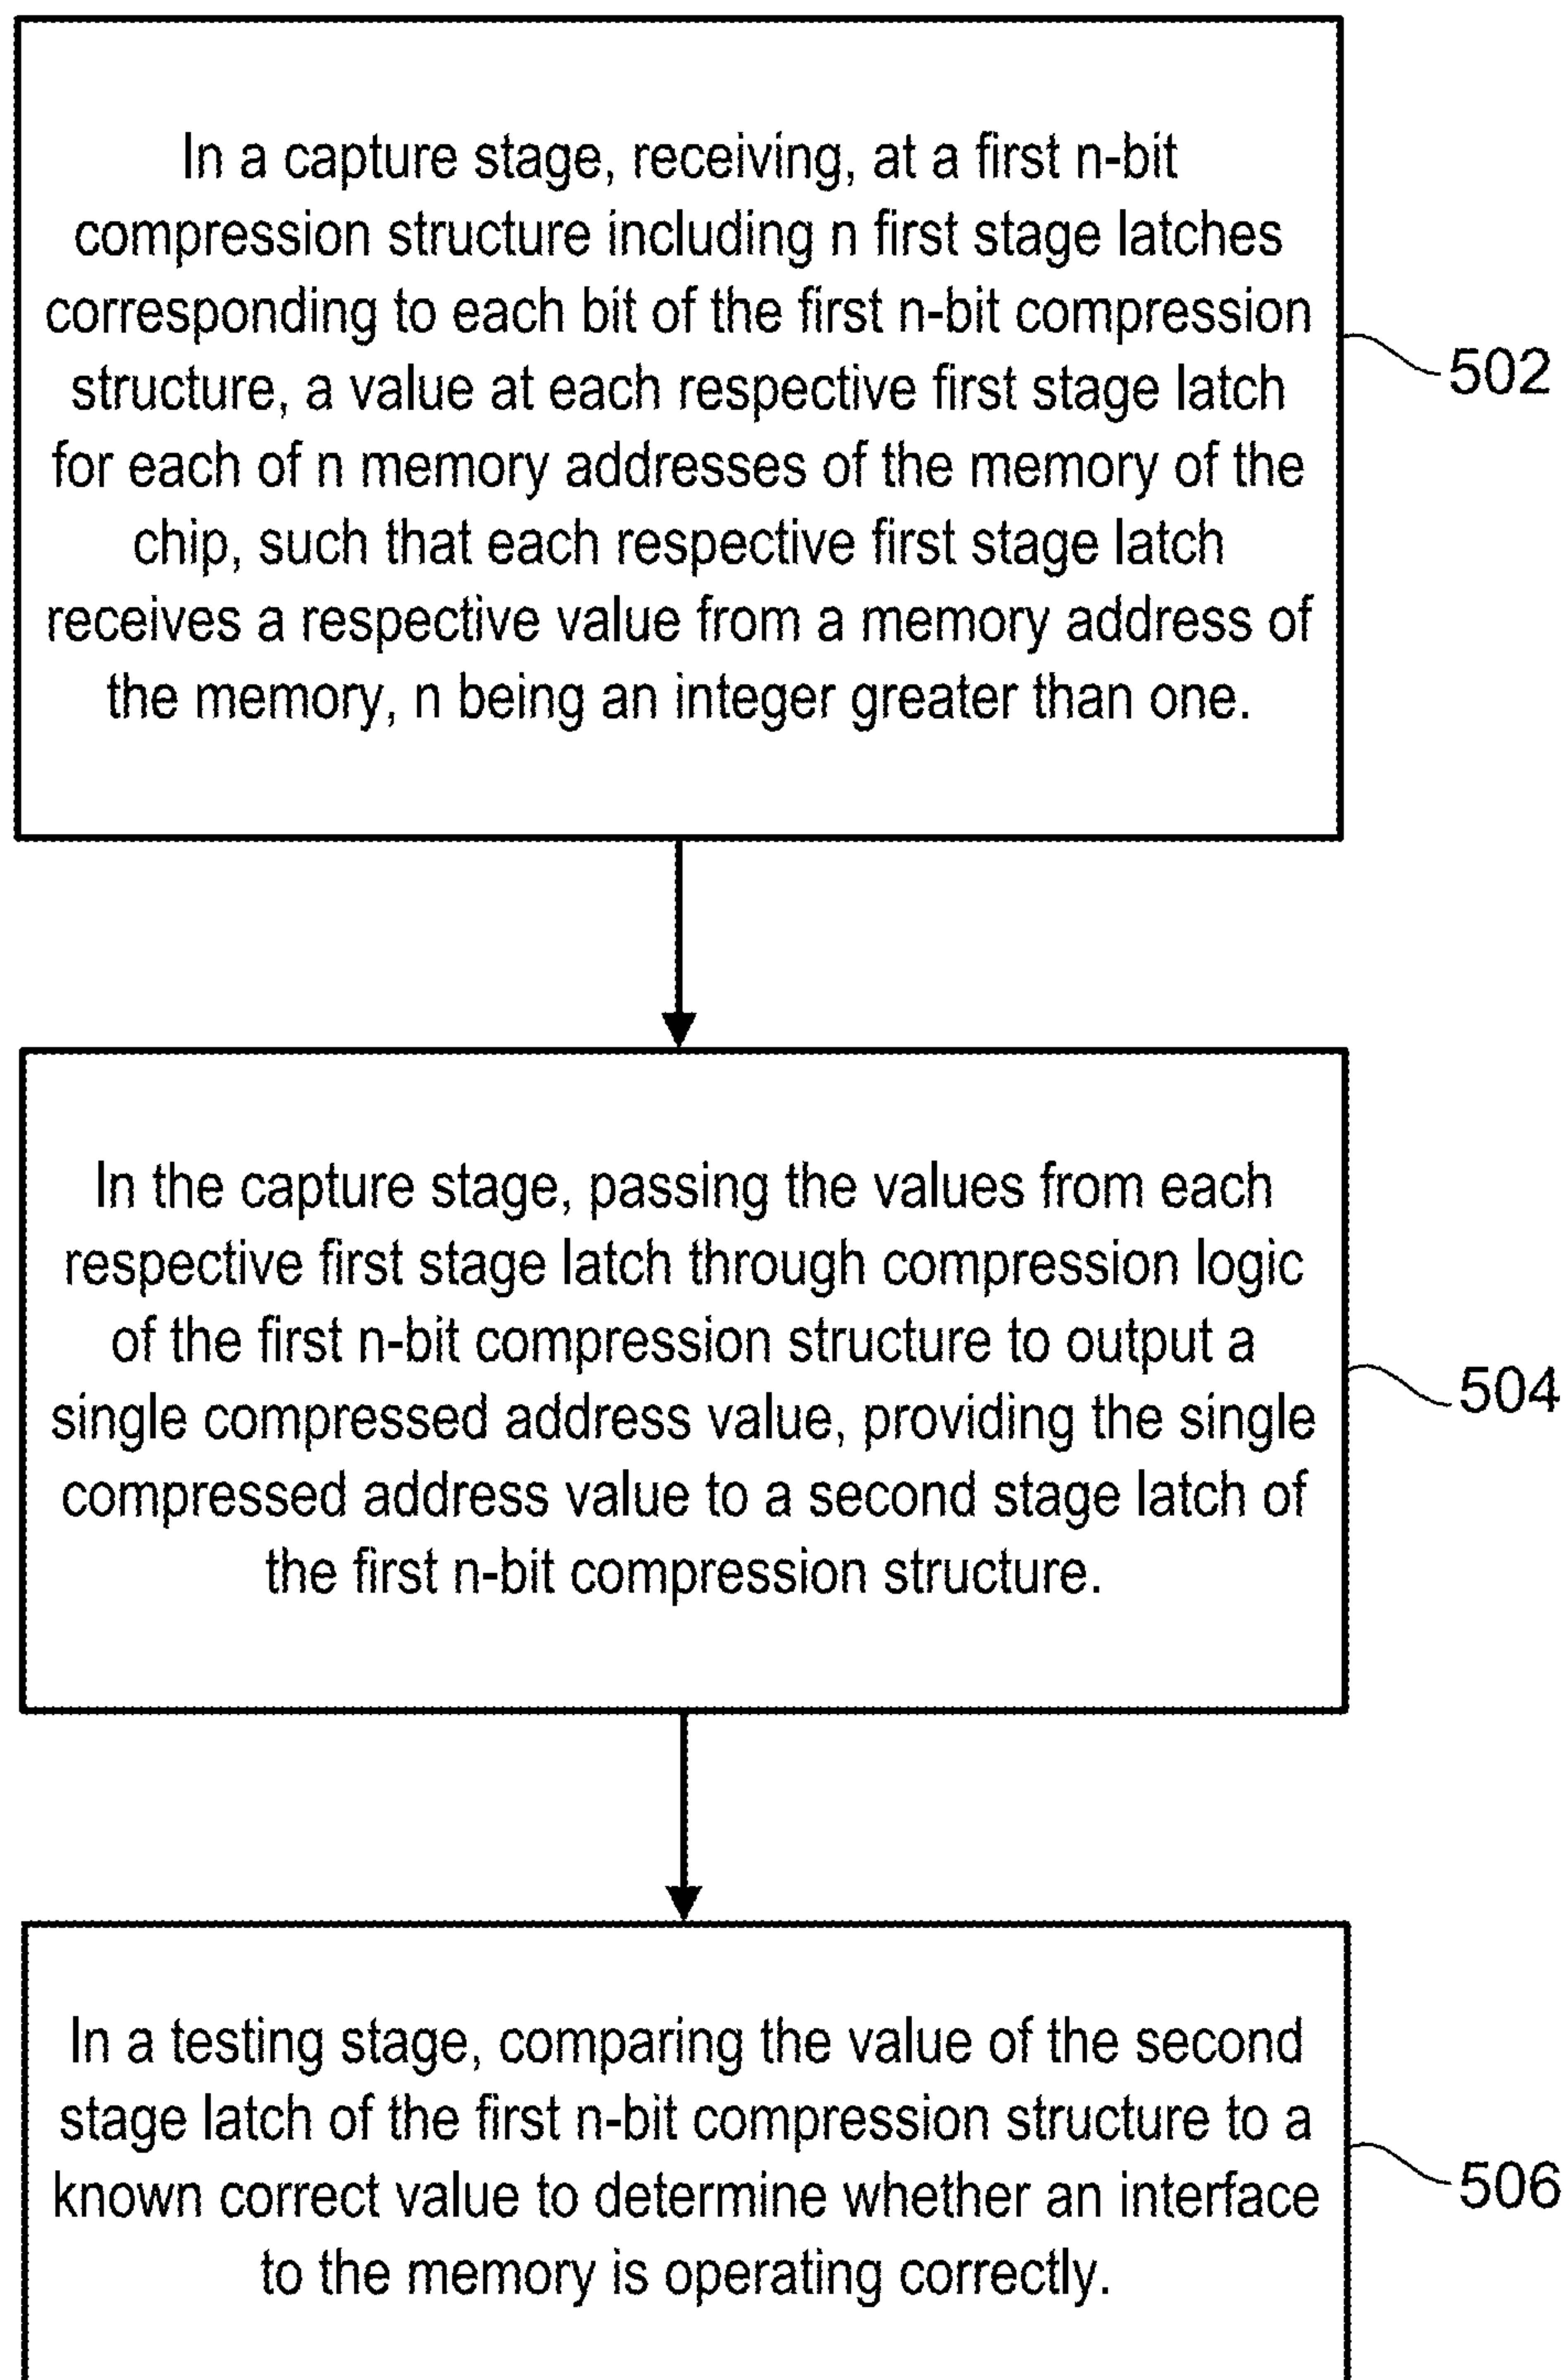 In a capture stage, receiving, at a first n-bit
compression structure including n first stage latches
corresponding to each bit of the first n-bit compression
structure, a value at each respective first stage latch
for each of n memory addresses of the memory of the
chip, such that each respective first stage latch
receives a respective value from a memory address of
the memory, n being an integer greater than one.
502
In the capture stage, passing the values from each
respective first stage latch through compression logic
of the first n-bit compression structure to output a
single compressed address value, providing the single
compressed address value to a second stage latch of
the first n-bit compression structure.
504
In a testing stage, comparing the value of the second
stage latch of the first n-bit compression structure to a
known correct value to determine whether an interface
to the memory is operating correctly.
506